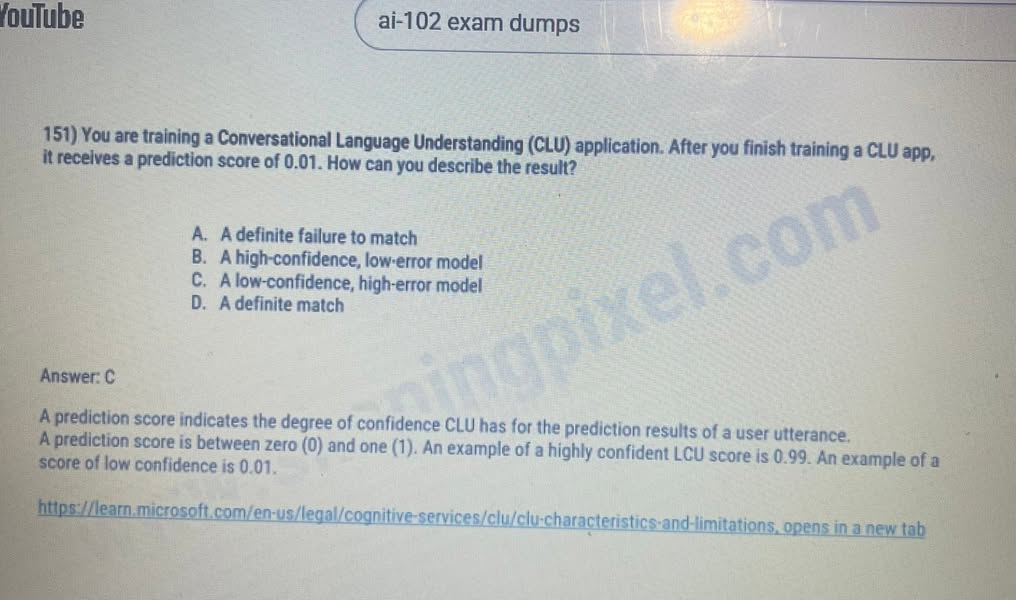 YouTube
ai-102 exam dumps
151) You are training a Conversational Language Understanding (CLU) application. After you finish training a CLU app,
it receives a prediction score of 0.01. How can you describe the result?
A. A definite failure to match
B. A high-confidence, low-error model
C. A low-confidence, high-error model
D. A definite match
Answer: C
A prediction score indicates the degree of confidence CLU has for the prediction results of a user utterance.
A prediction score is between zero (0) and one (1). An example of a highly confident LCU score is 0.99. An example of a
score of low confidence is 0.01.
https://learn.microsoft.com/en-us/legal/cognitive-services/clu/clu-characteristics-and-limitations, opens in a new tab